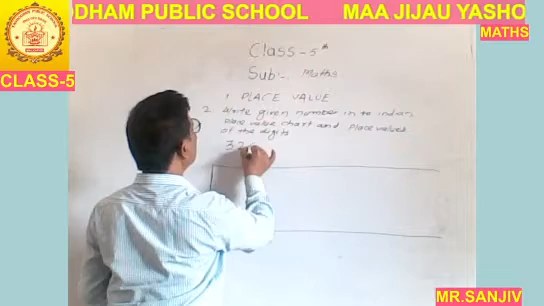 DHAM PUBLIC SCHOOL MAA JIJAU YASHO
MATHS
CLASS-5
Class-5th
Sub:- Maths
1 PLACE VALUE
2. Write given number in to indian
place value chart and place values
of the digits
32
MR.SANJIV